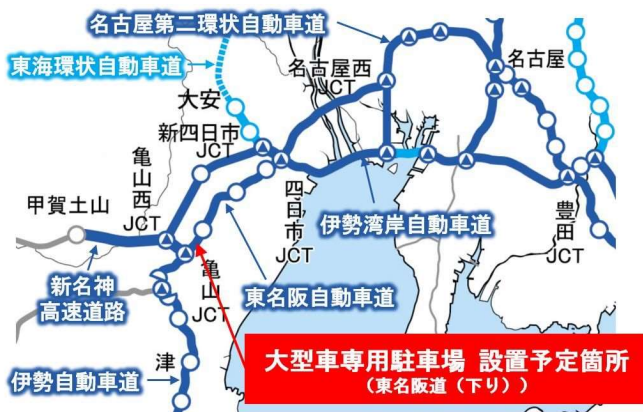 名古屋第二環状自動車道
東海環状自動車道
名古屋西
JCT
名古屋
大安
新四日市
JCT
亀山西
JCT
甲賀土山
四日市
JCT
伊勢湾岸自動車道
豊田
JCT
新名神
高速道路
亀山
JCT
東名阪自動車道
津
伊勢自動車道
大型車専用駐車場 設置予定箇所
(東名阪道(下り))